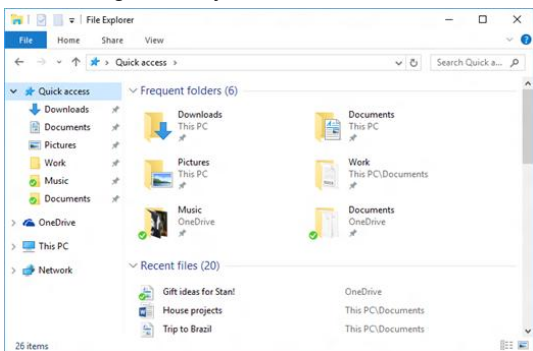 File Explorer
File Home Share View
Quick access
Search Quick a...
Quick access
Downloads
Documents
Pictures
Work
Music
Documents
OneDrive
This PC
Network
Frequent folders (6)
Downloads
This PC
Documents
This PC
Pictures
This PC
Work
This PC\Documents
Music
OneDrive
Documents
OneDrive
Recent files (20)
Gift ideas for Stan! OneDrive
House projects This PC\Documents
Trip to Brazil This PC\Documents
26 items